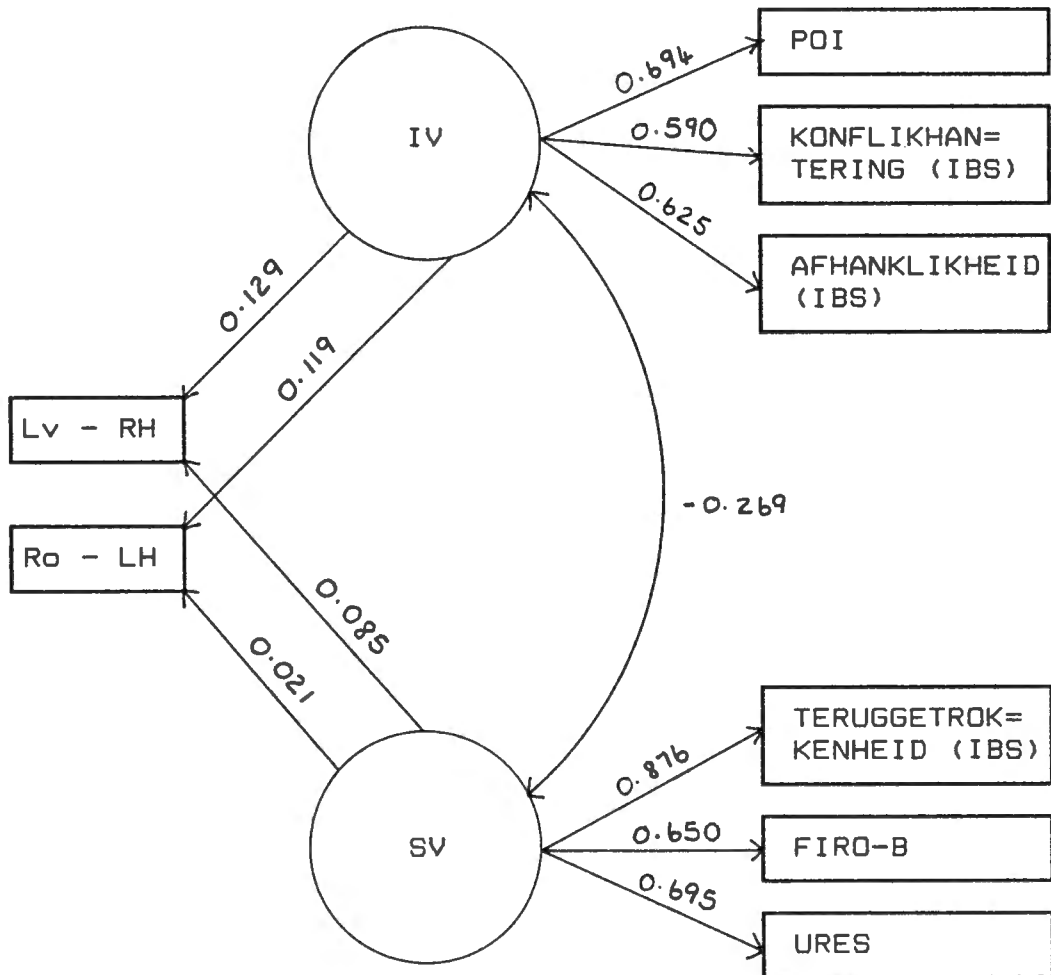 POI
0.694
IV
0.590
KONFLIKHAN=
TERING (IBS)
0.625
AFHANKLIKHEID
(IBS)
0.129
0.119
Lv - RH
-0.269
Ro - LH
0.085
0.021
TERUGGETROK=
KENHEID (IBS)
0.876
SV
0.650
FIRO-B
0.695
URES